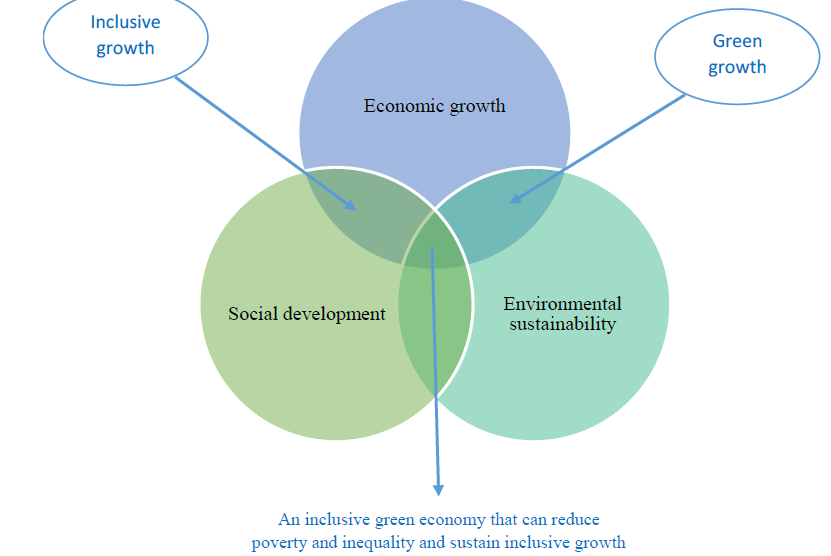 Inclusive
growth
Green
growth
Economic growth
Social development
Environmental
sustainability
An inclusive green economy that can reduce
poverty and inequality and sustain inclusive growth